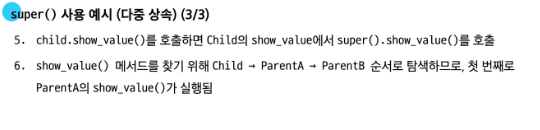 super() 사용 예시 (다중 상속) (3/3)
5. child.show_value()를 호출하면 Child의 show_value에서 super().show_value()를 호출
6. show_value() 메서드를 찾기 위해 Child → ParentA → ParentB 순서로 탐색하므로, 첫 번째로
ParentA의 show_value()가 실행됨